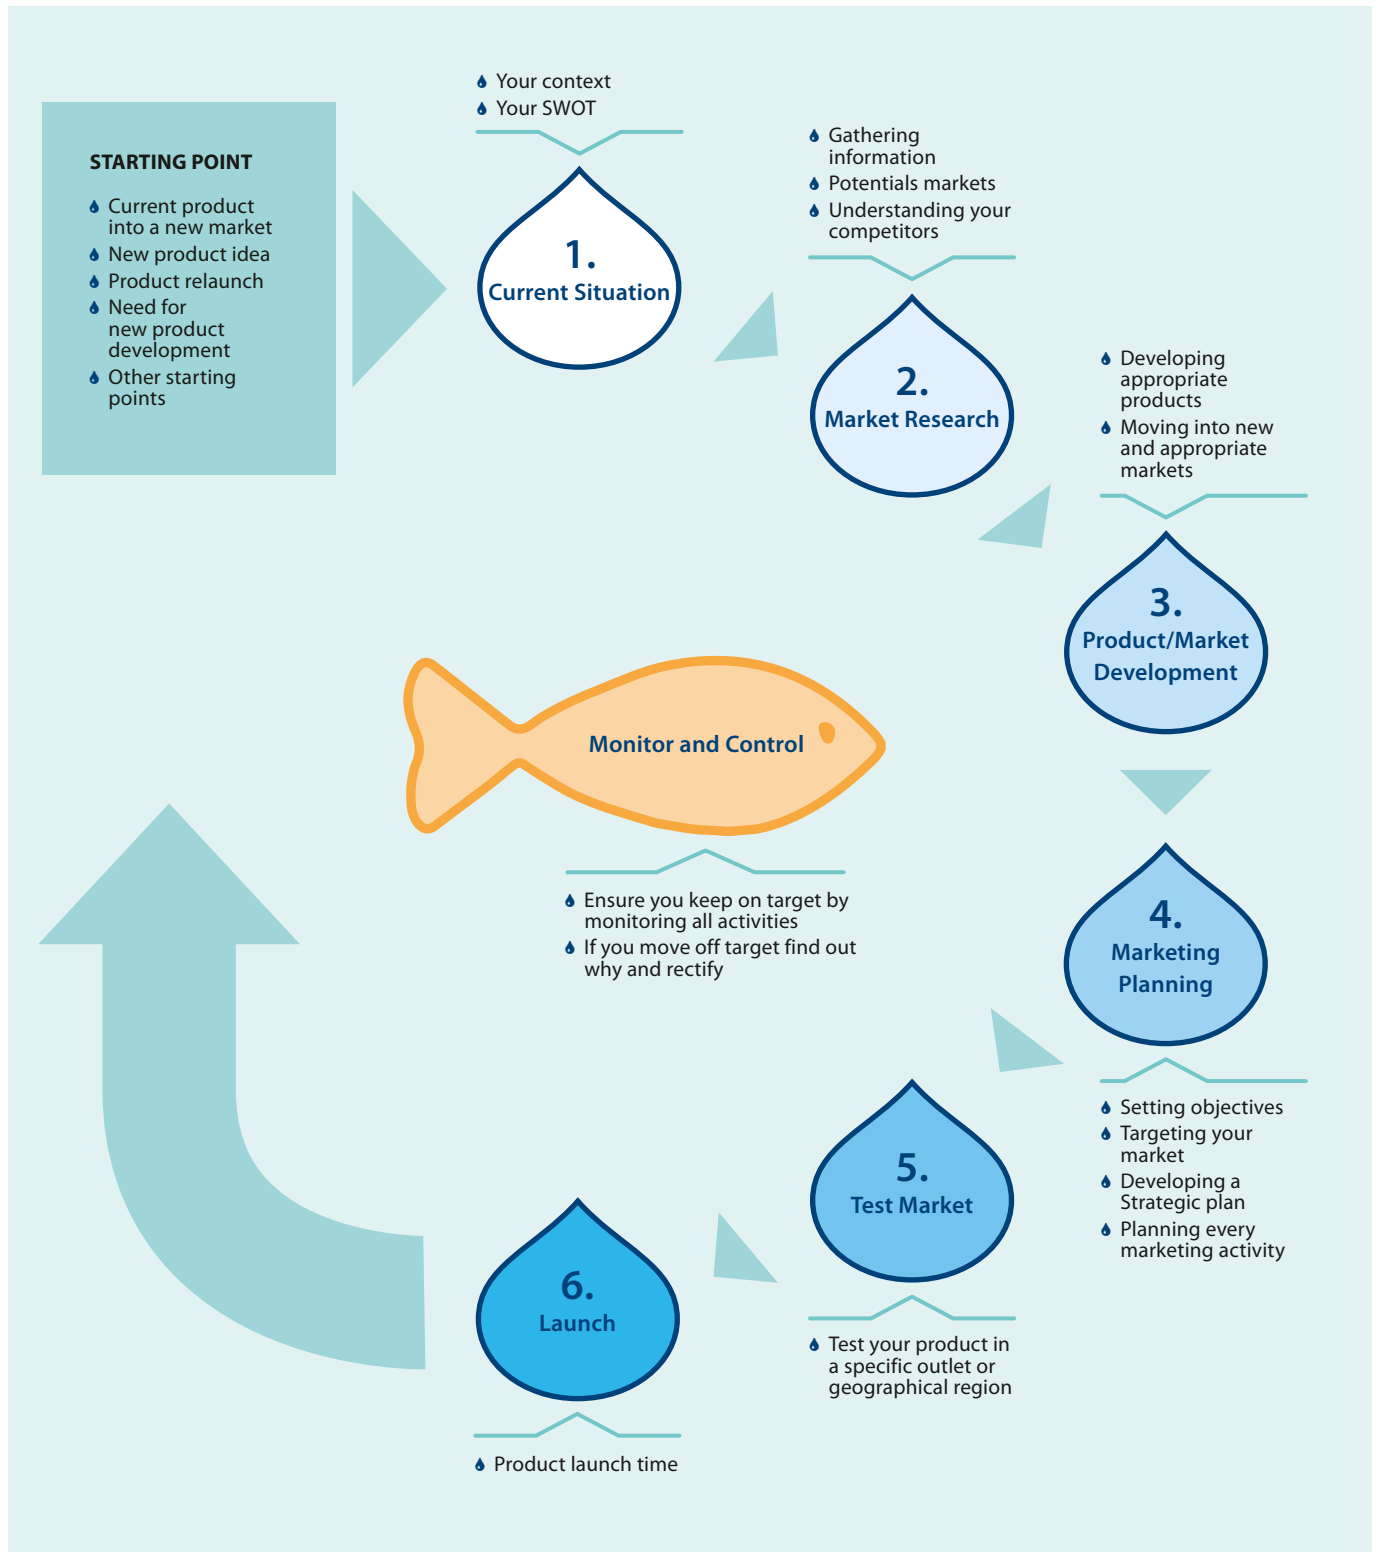 STARTING POINT
Current product
into a new market
New product idea
Product relaunch
Need for
new product
development
Other starting
points
Your context
Your SWOT
1.
Current Situation
Gathering
information
Potentials markets
Understanding your
competitors
2.
Market Research
Developing
appropriate
products
Moving into new
and appropriate
markets
3.
Product/Market
Development
Monitor and Control
Ensure you keep on target by
monitoring all activities
If you move off target find out
why and rectify
4.
Marketing
Planning
Setting objectives
Targeting your
market
Developing a
Strategic plan
Planning every
marketing activity
5.
Test Market
Test your product in
a specific outlet or
geographical region
6.
Launch
Product launch time